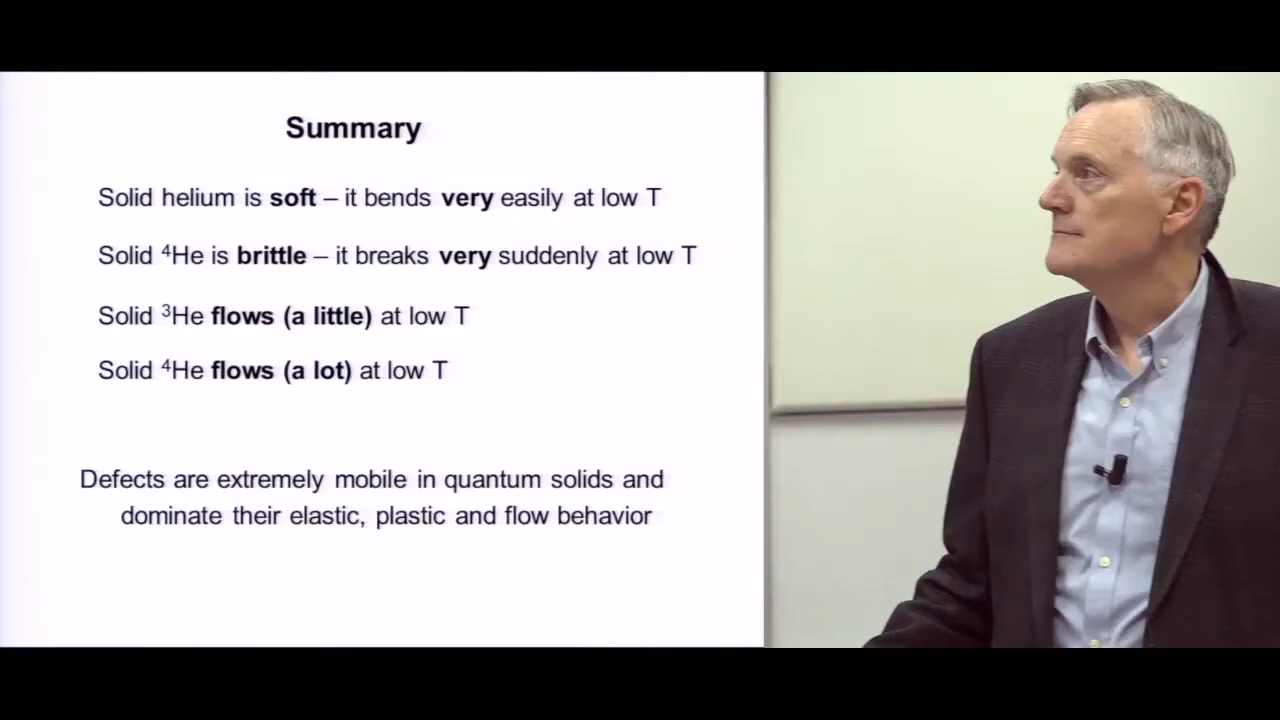 Summary
Solid helium is soft – it bends very easily at low T
Solid ⁴He is brittle – it breaks very suddenly at low T
Solid ³He flows (a little) at low T
Solid ⁴He flows (a lot) at low T
Defects are extremely mobile in quantum solids and
dominate their elastic, plastic and flow behavior